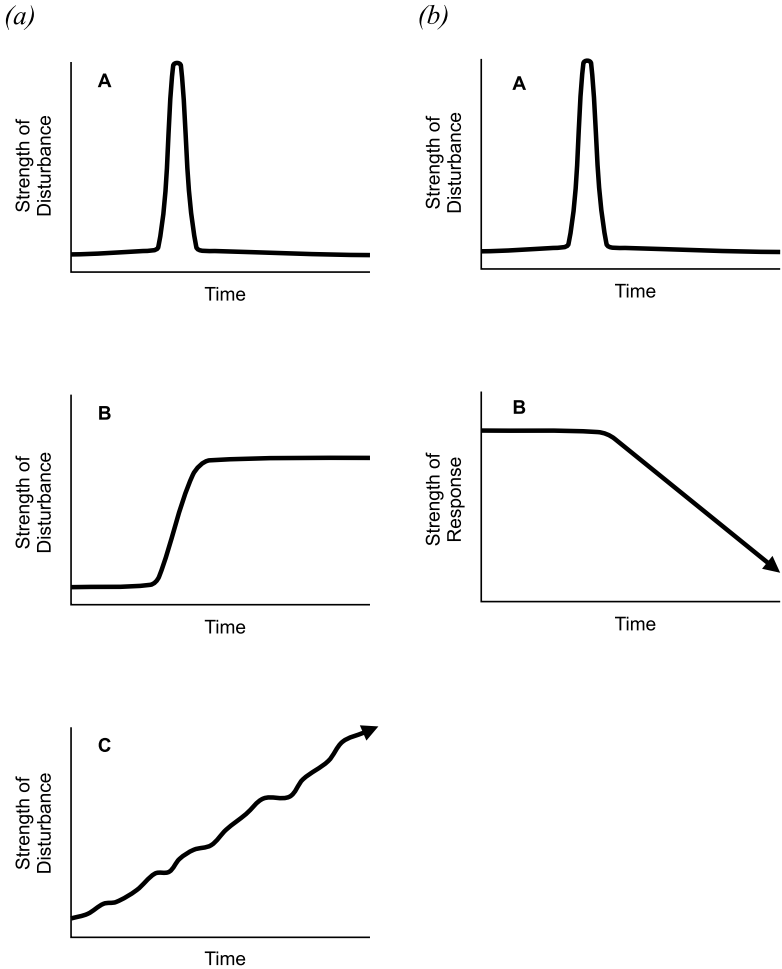 (a)
A
Strength of
Disturbance
Time
B
Strength of
Disturbance
Time
C
Strength of
Disturbance
Time
(b)
A
Strength of
Disturbance
Time
B
Strength of
Response
Time